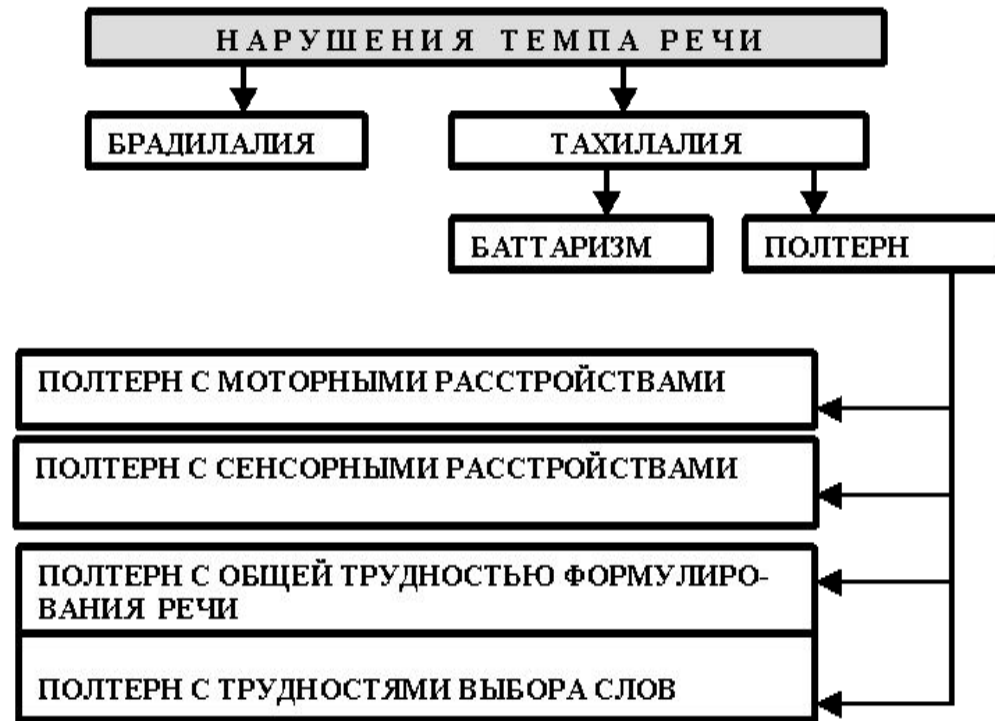 НАРУШЕНИЯ ТЕМПА РЕЧИ
БРАДИЛАЛИЯ
ТАХИЛАЛИЯ
БАТТАРИЗМ
ПОЛТЕРН
ПОЛТЕРН С МОТОРНЫМИ РАССТРОЙСТВАМИ
ПОЛТЕРН С СЕНСОРНЫМИ РАССТРОЙСТВАМИ
ПОЛТЕРН С ОБЩЕЙ ТРУДНОСТЬЮ ФОРМУЛИРО-
ВАНИЯ РЕЧИ
ПОЛТЕРН С ТРУДНОСТЯМИ ВЫБОРА СЛОВ